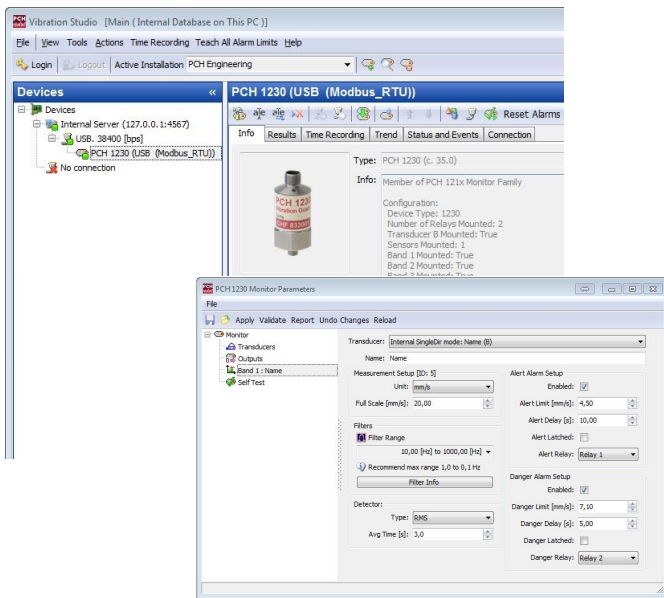 Vibration Studio [Main ( Internal Database on This PC )]
File View Tools Actions Time Recording Teach All Alarm Limits Help
Login Logout Active Installation PCH Engineering
Devices «
Devices
Internal Server (127.0.0.1:4567)
USB. 38400 [bps]
PCH 1230 (USB (Modbus_RTU))
No connection
PCH 1230 (USB (Modbus_RTU))
Reset Alarms
Info Results Time Recording Trend Status and Events Connection
Type: PCH 1230 (c. 35.0)
Info: Member of PCH 121x Monitor Family
Configuration:
Device Type: 1230
Number of Relays Mounted: 2
Transducer B Mounted: True
Sensors Mounted: 1
Band 1 Mounted: True
Band 2 Mounted: True
Band 3 Mounted: True
PCH 1230
PCH 1230 Monitor Parameters
File
Apply Validate Report Undo Changes Reload
Monitor
Transducers
Outputs
Band 1 : Name
Self Test
Transducer: Internal SingleDir mode: Name (B)
Name: Name
Measurement Setup [ID: 5]
Unit: mm/s
Full Scale [mm/s]: 20,00
Filters
Filter Range
10,00 [Hz] to 1000,00 [Hz]
Recommend max range 1,0 to 0,1 Hz
Filter Info
Detector:
Type: RMS
Avg Time [s]: 3,0
Alert Alarm Setup
Enabled:
Alert Limit [mm/s]: 4,50
Alert Delay [s]: 10,00
Alert Latched:
Alert Relay: Relay 1
Danger Alarm Setup
Enabled:
Danger Limit [mm/s]: 7,10
Danger Delay [s]: 5,00
Danger Latched:
Danger Relay: Relay 2